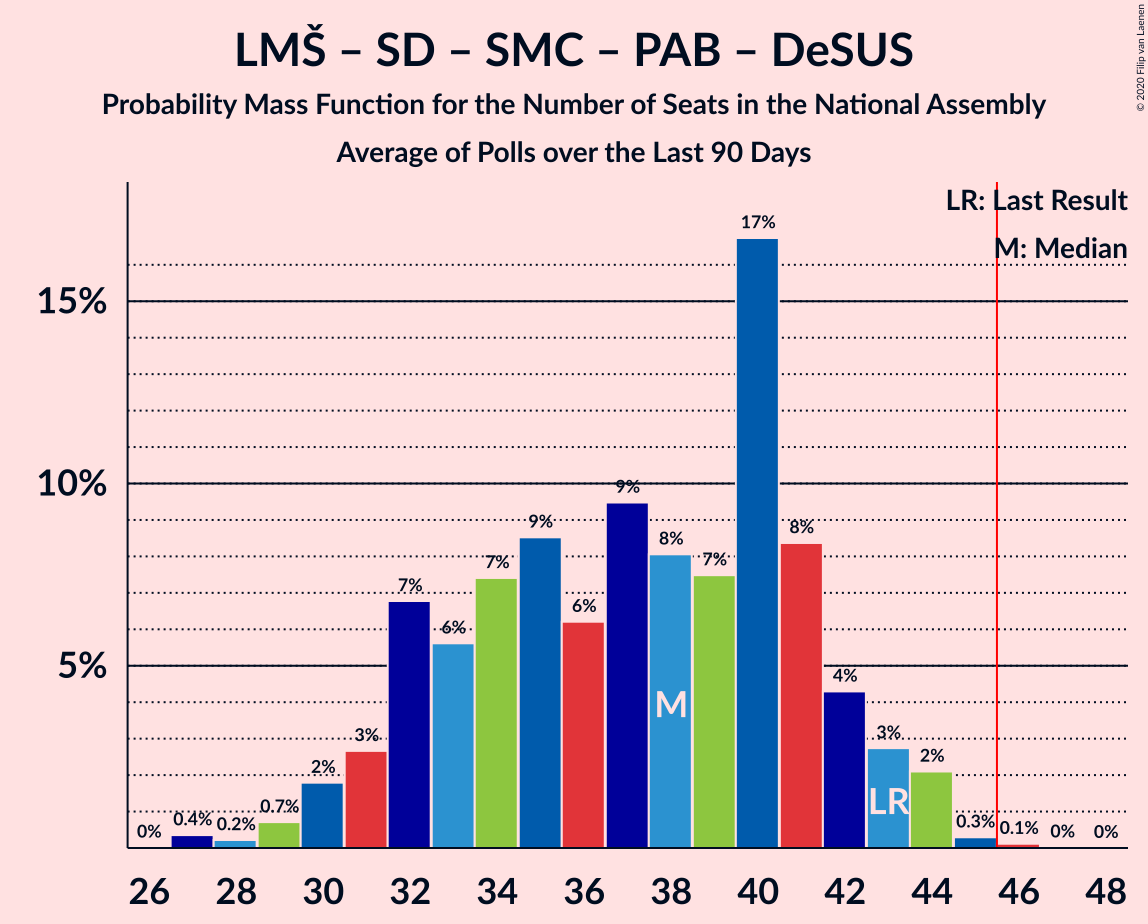 LMŠ – SD – SMC – PAB – DeSUS
Probability Mass Function for the Number of Seats in the National Assembly
Average of Polls over the Last 90 Days
© 2020 Filip van Laenen
LR: Last Result
M: Median
15%
10%
5%
0%
0.4%
0.2%
0.7%
2%
3%
7%
6%
7%
9%
6%
9%
8%
7%
17%
8%
4%
3%
2%
0.3%
0.1%
0%
0%
M
LR
26 28 30 32 34 36 38 40 42 44 46 48